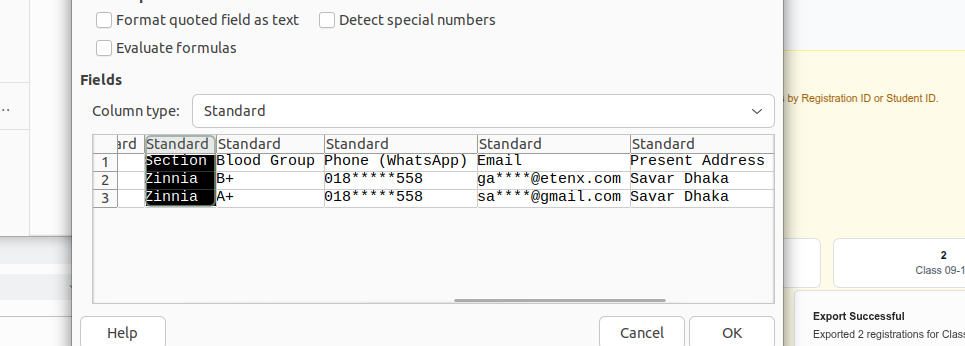 Format quoted field as text Detect special numbers
Evaluate formulas
Fields
Column type: Standard
Standard Standard Standard Standard Standard
1 Section Blood Group Phone (WhatsApp) Email Present Address
2 Zinnia B+ 018*****558 ga****@etenx.com Savar Dhaka
3 Zinnia A+ 018*****558 sa****@gmail.com Savar Dhaka
Help Cancel OK
s by Registration ID or Student ID.
2
Class 09-1
Export Successful
Exported 2 registrations for Clas